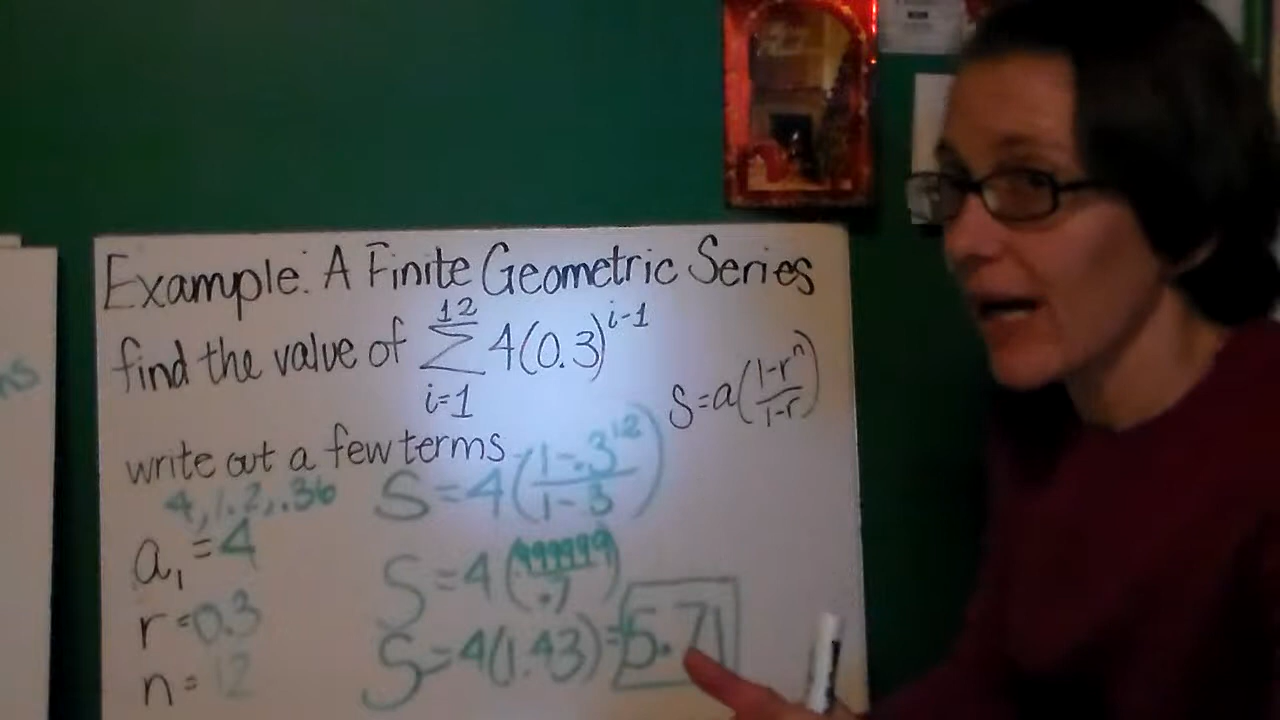 Example: A Finite Geometric Series
find the value of 12 Σ i=1 4(0.3)^i-1
S=a(1-r^n/1-r)
write out a few terms
4, 1.2, .36
a₁=4
r=0.3
n=12
S=4(1-.3^12/1-.3)
S=4(.999999/.7)
S=4(1.43)=5.71